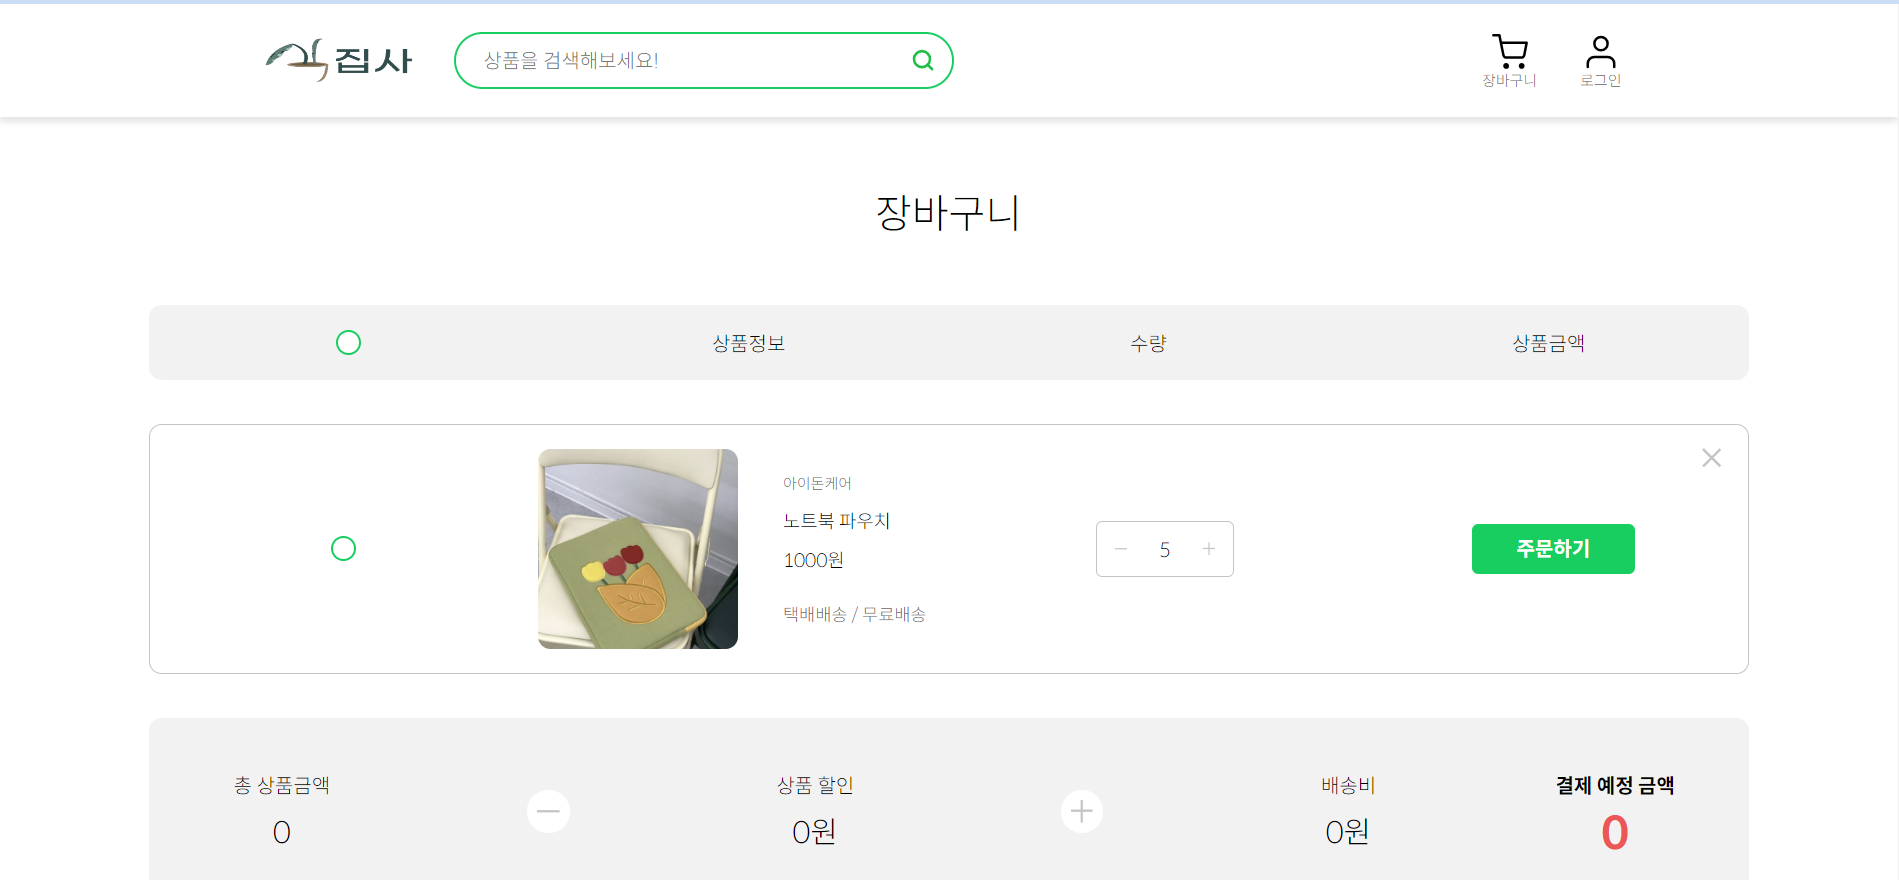 집사
상품을 검색해보세요!
장바구니
로그인
장바구니
상품정보 수량 상품금액
아이돈케어
노트북 파우치
1000원
택배배송 / 무료배송
5
주문하기
총 상품금액
0
상품 할인
0원
배송비
0원
결제 예정 금액
0